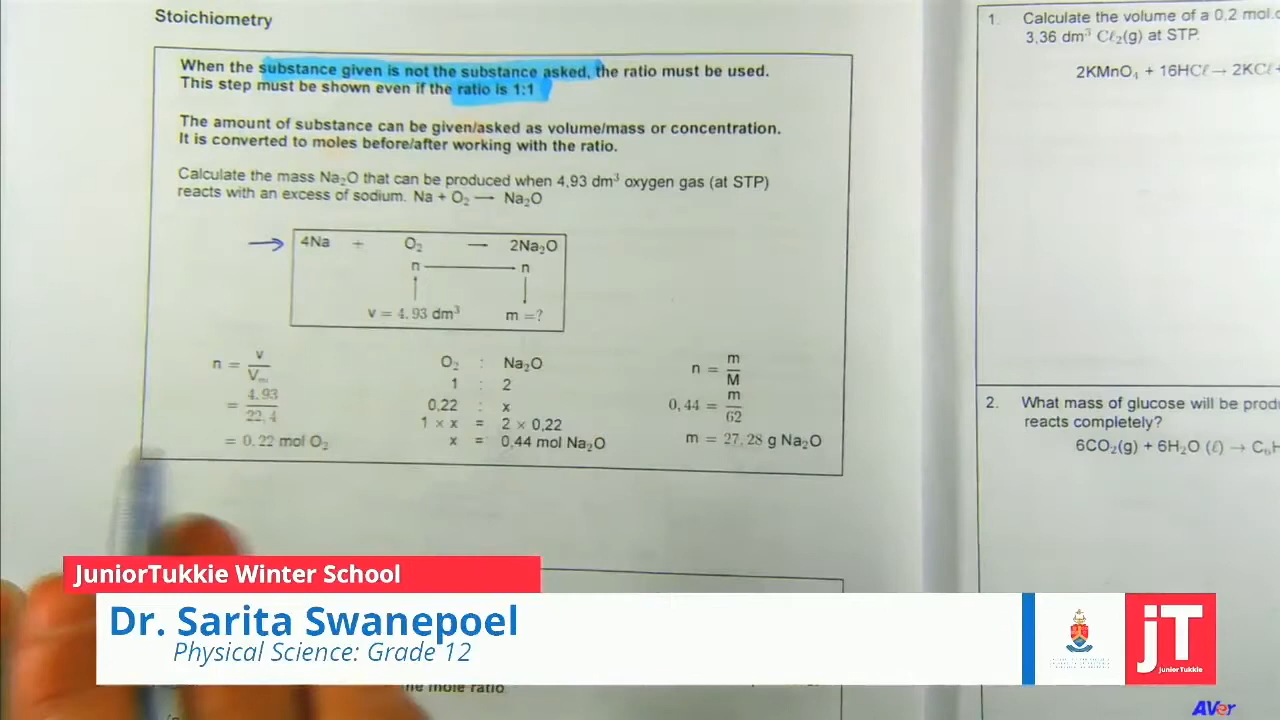 Stoichiometry
When the substance given is not the substance asked, the ratio must be used.
This step must be shown even if the ratio is 1:1
The amount of substance can be given/asked as volume/mass or concentration.
It is converted to moles before/after working with the ratio.
Calculate the mass Na₂O that can be produced when 4,93 dm³ oxygen gas (at STP)
reacts with an excess of sodium. Na + O₂ → Na₂O
→ 4Na + O₂ → 2Na₂O
n → n
v = 4.93 dm³ m =?
n = v/Vₘ
= 4.93/22.4
= 0.22 mol O₂
O₂ : Na₂O
1 : 2
0,22 : x
1 × x = 2 × 0,22
x = 0,44 mol Na₂O
n = m/M
0,44 = m/62
m = 27,28 g Na₂O
1. Calculate the volume of a 0,2 mol.
3,36 dm³ Cℓ₂(g) at STP.
2KMnO₄ + 16HCℓ → 2KCℓ+
2. What mass of glucose will be
reacts completely?
6CO₂(g) + 6H₂O (ℓ) →
JuniorTukkie Winter School
Dr. Sarita Swanepoel
Physical Science: Grade 12
jT
Junior Tukkie
mole ratio
AVer